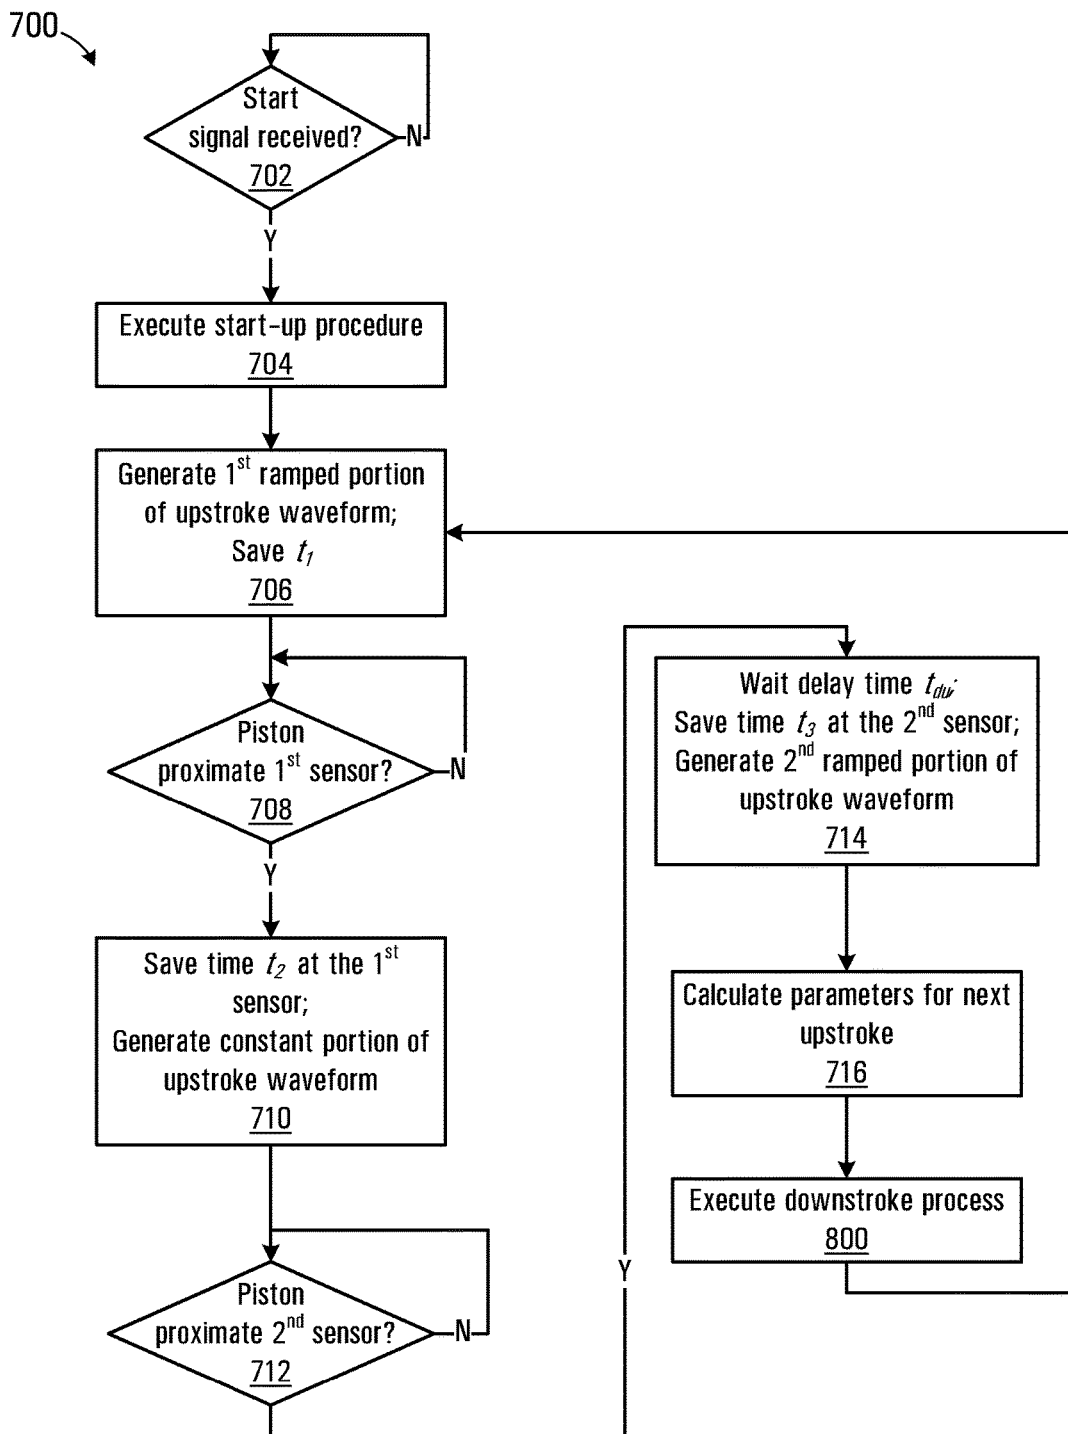 700
Start
signal received?
702
N
Y
Execute start-up procedure
704
Generate 1st ramped portion
of upstroke waveform;
Save t1
706
Piston
proximate 1st sensor?
708
N
Y
Save time t2 at the 1st
sensor;
Generate constant portion of
upstroke waveform
710
Piston
proximate 2nd sensor?
712
N
Y
Wait delay time tdu;
Save time t3 at the 2nd sensor;
Generate 2nd ramped portion of
upstroke waveform
714
Calculate parameters for next
upstroke
716
Execute downstroke process
800